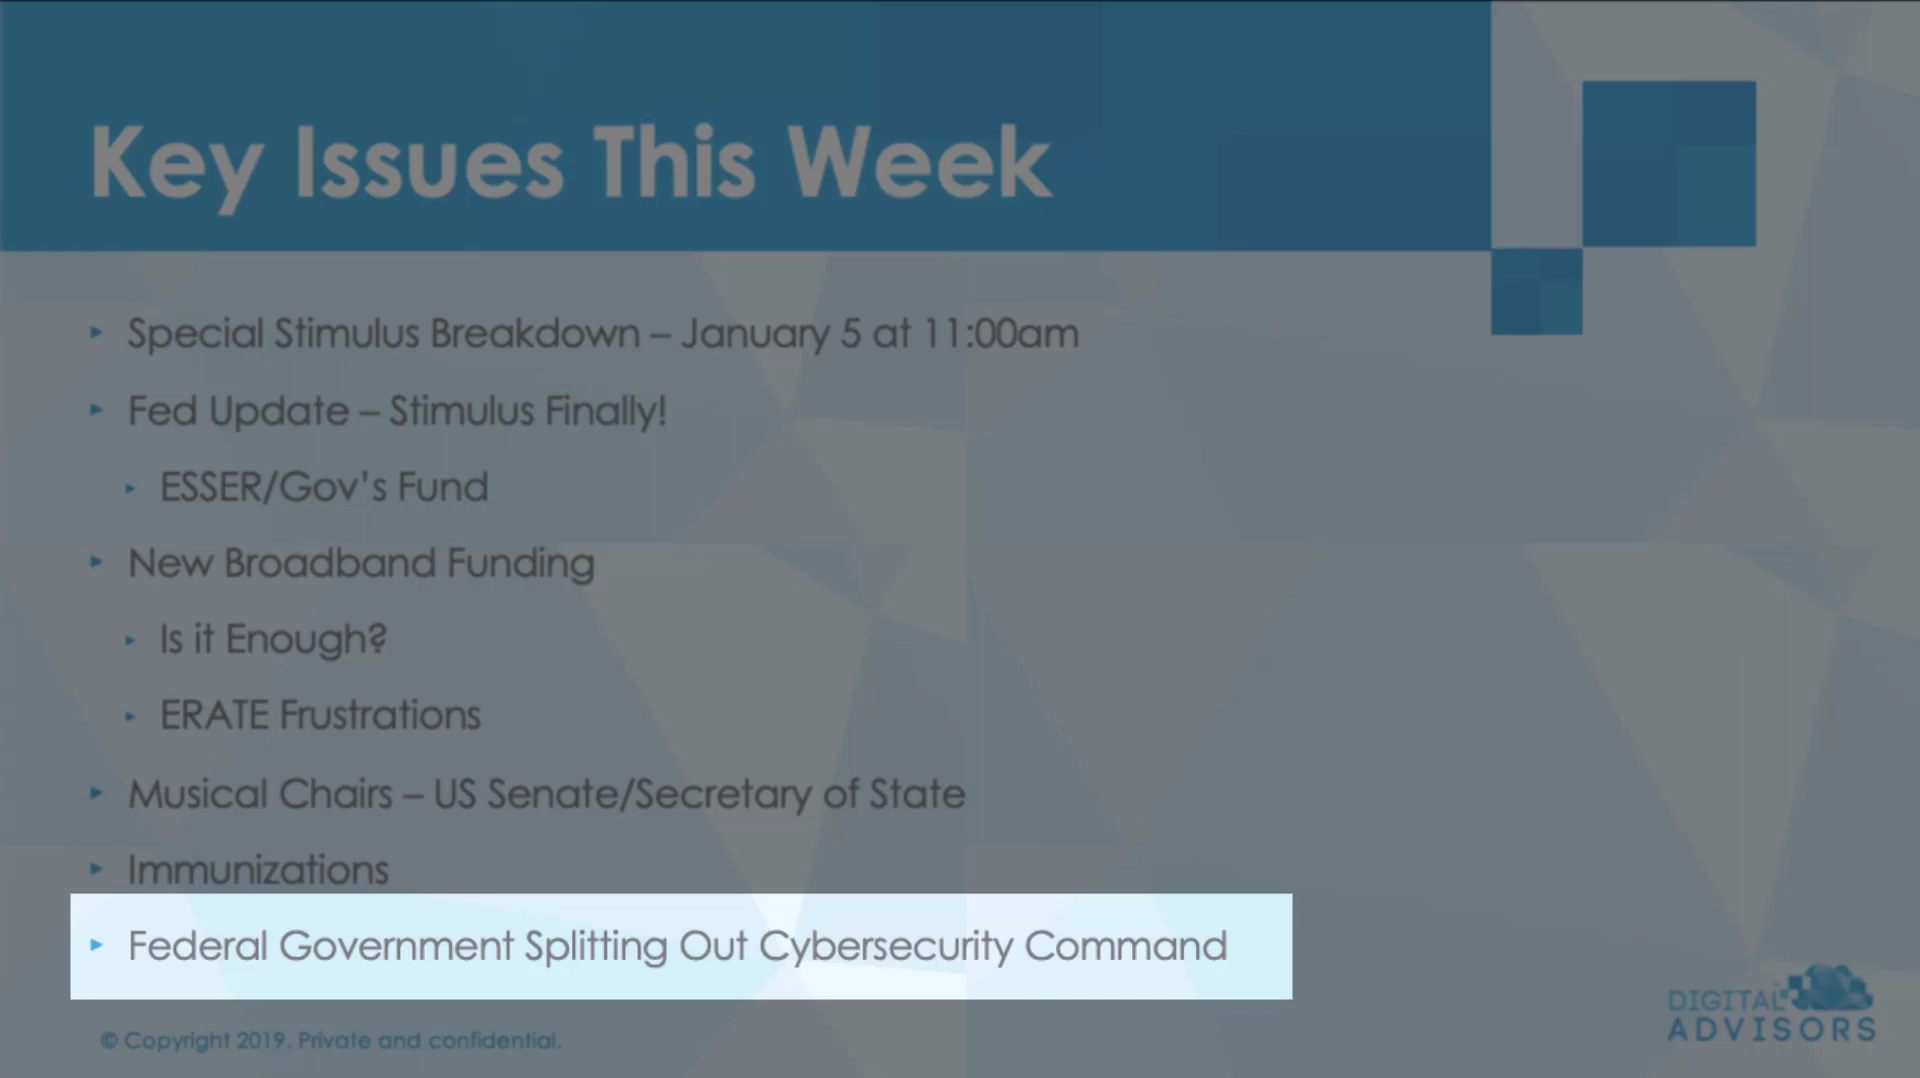 Key Issues This Week
Special Stimulus Breakdown – January 5 at 11:00am
Fed Update – Stimulus Finally!
ESSER/Gov's Fund
New Broadband Funding
Is it Enough?
ERATE Frustrations
Musical Chairs – US Senate/Secretary of State
Immunizations
Federal Government Splitting Out Cybersecurity Command
© Copyright 2019. Private and confidential.
DIGITAL
ADVISORS